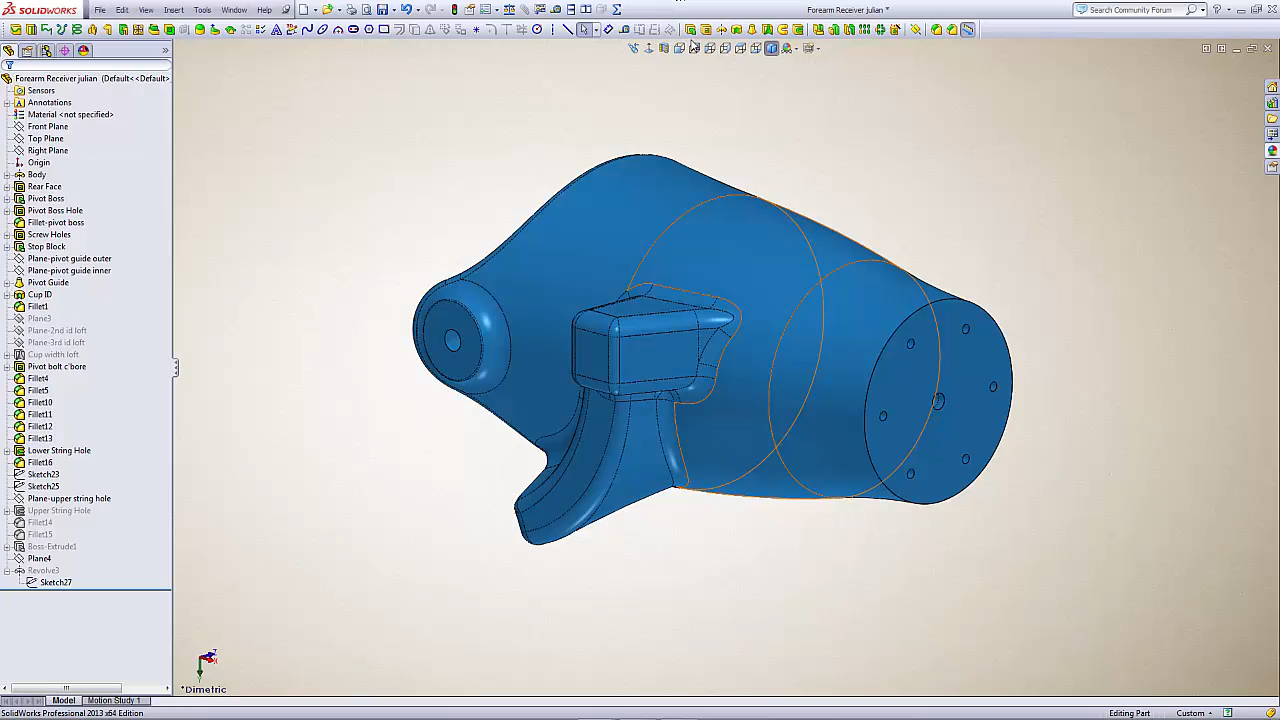 SOLIDWORKS
File
Edit
View
Insert
Tools
Window
Help
Forearm Receiver julian *
Search Community Forum
Forearm Receiver julian (Default<<Default>
Sensors
Annotations
Material <not specified>
Front Plane
Top Plane
Right Plane
Origin
Body
Rear Face
Pivot Boss
Pivot Boss Hole
Fillet-pivot boss
Screw Holes
Stop Block
Plane-pivot guide outer
Plane-pivot guide inner
Pivot Guide
Cup ID
Fillet1
Plane3
Plane-2nd id loft
Plane-3rd id loft
Cup width loft
Pivot bolt c'bore
Fillet4
Fillet5
Fillet10
Fillet11
Fillet12
Fillet13
Lower String Hole
Fillet16
Sketch23
Sketch25
Plane-upper string hole
Upper String Hole
Fillet14
Fillet15
Boss-Extrude1
Plane4
Revolve3
Sketch27
*Dimetric
Model
Motion Study 1
SolidWorks Professional 2013 x64 Edition
Editing Part
Custom